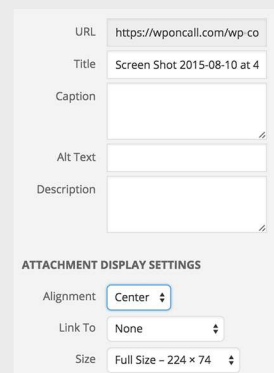 URL https://wponcall.com/wp-co
Title Screen Shot 2015-08-10 at 4
Caption
Alt Text
Description
ATTACHMENT DISPLAY SETTINGS
Alignment Center
Link To None
Size Full Size – 224 × 74